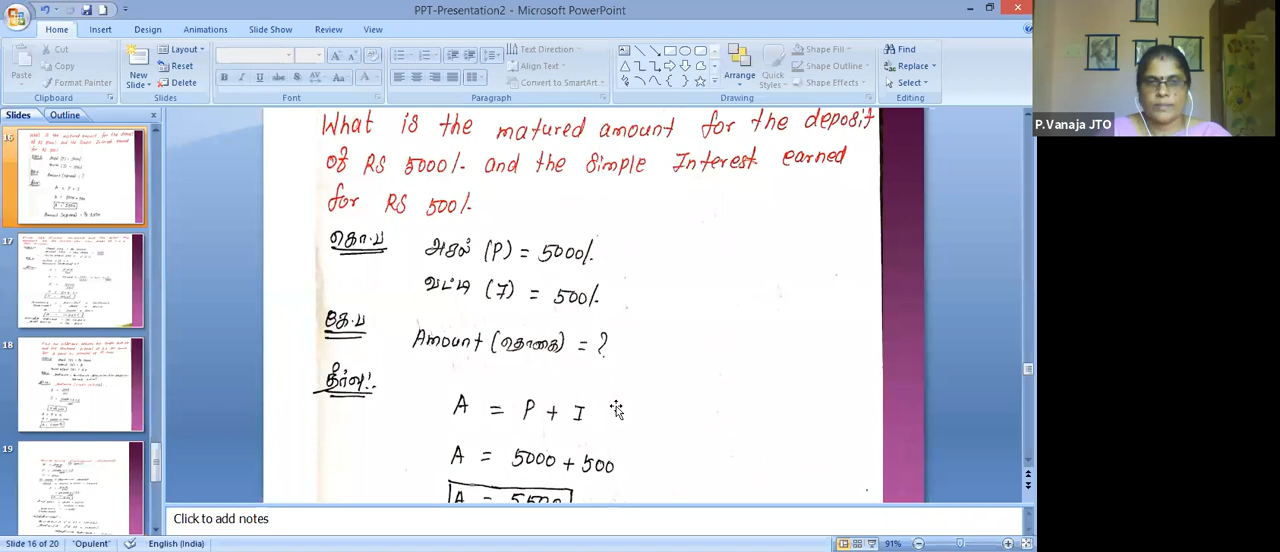 PPT-Presentation2 - Microsoft PowerPoint
Home Insert Design Animations Slide Show Review View
Cut
Copy
Format Painter
Paste
Clipboard
New Slide
Layout
Reset
Delete
Slides
Font
Text Direction
Align Text
Convert to SmartArt
Paragraph
Arrange
Quick Styles
Shape Fill
Shape Outline
Shape Effects
Drawing
Find
Replace
Select
Editing
P.Vanaja JTO
Slides Outline
16
17
18
19
What is the matured amount for the deposit
of RS 5000/- and the Simple Interest earned
for RS 500/-
கொ.ப
அசல் (P) = 5000/-
வட்டி (I) = 500/-
தே.ப
Amount (தொகை) = ?
தீர்வு:
A = P + I
A = 5000 + 500
A = 5500
Click to add notes
Slide 16 of 20 "Opulent" English (India) 91%